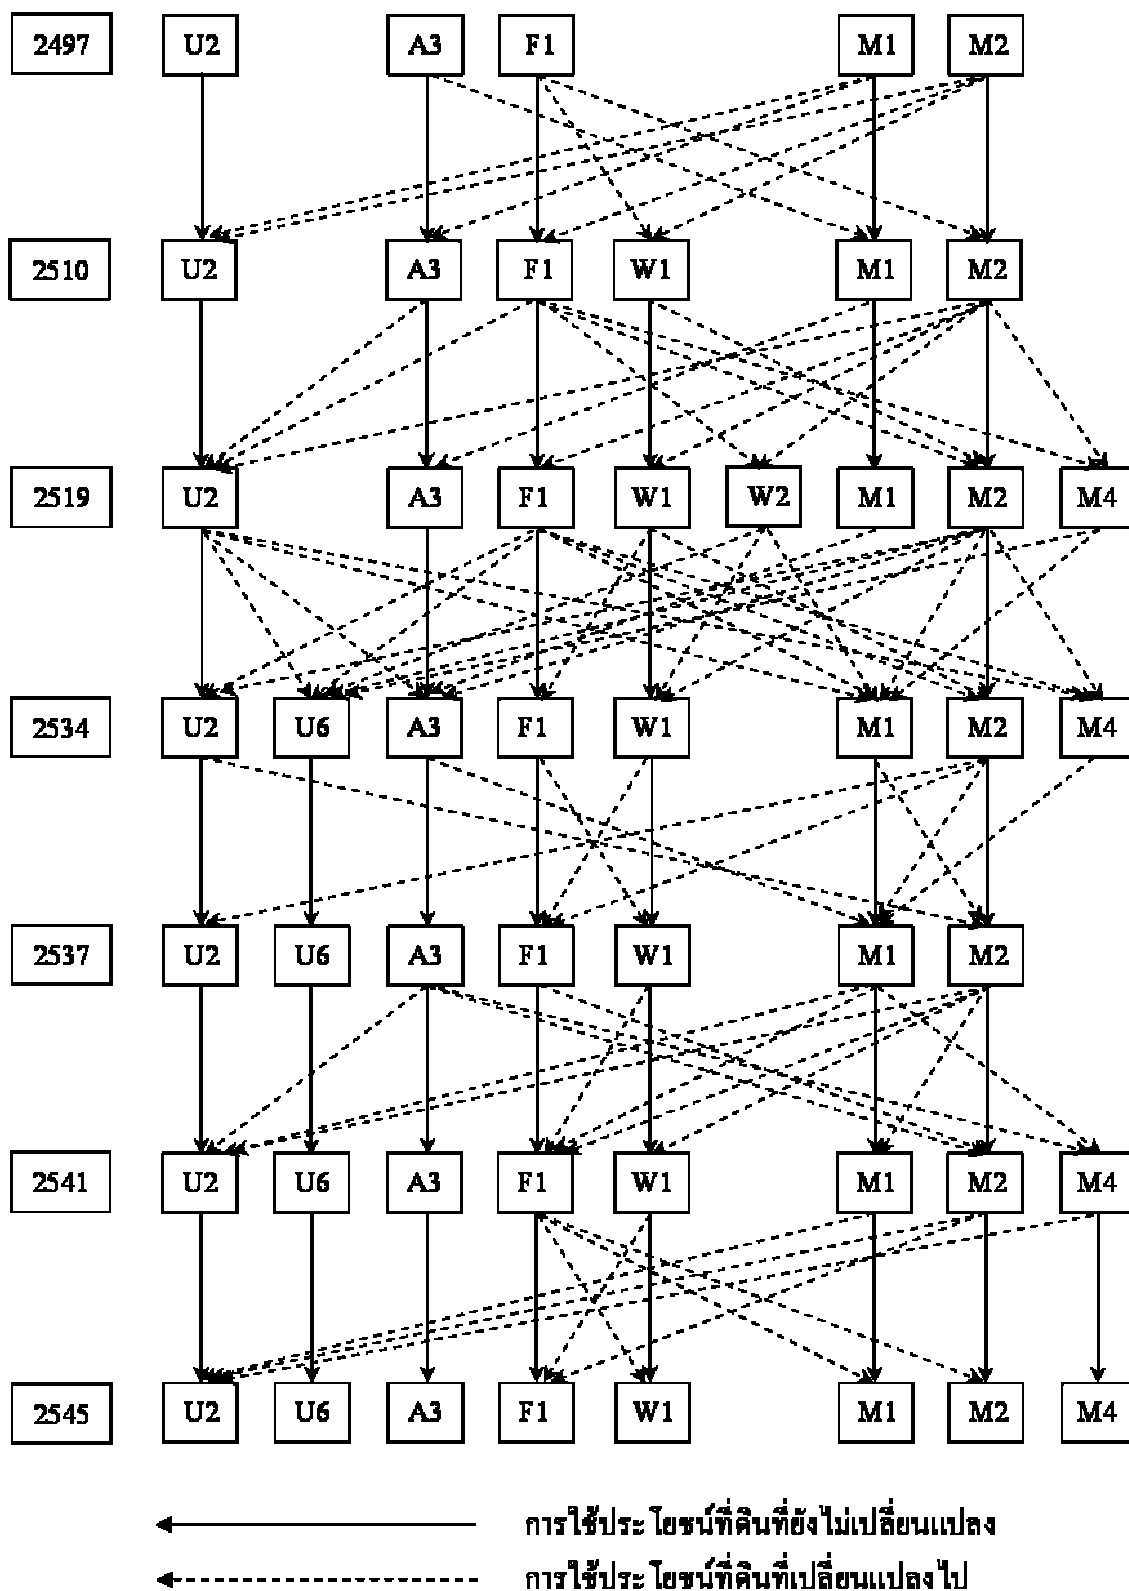 2497 U2 A3 F1 M1 M2
2510 U2 A3 F1 W1 M1 M2
2519 U2 A3 F1 W1 W2 M1 M2 M4
2534 U2 U6 A3 F1 W1 M1 M2 M4
2537 U2 U6 A3 F1 W1 M1 M2
2541 U2 U6 A3 F1 W1 M1 M2 M4
2545 U2 U6 A3 F1 W1 M1 M2 M4
การใช้ประโยชน์ที่ดินที่ยังไม่เปลี่ยนแปลง
การใช้ประโยชน์ที่ดินที่เปลี่ยนแปลงไป